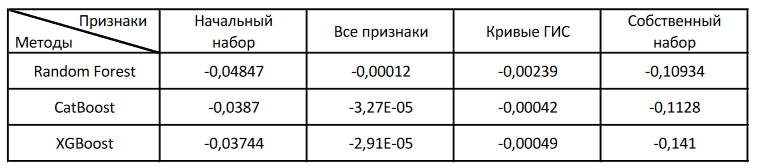 Признаки
Методы
Начальный
набор
Все признаки
Кривые ГИС
Собственный
набор
Random Forest -0,04847 -0,00012 -0,00239 -0,10934
CatBoost -0,0387 -3,27E-05 -0,00042 -0,1128
XGBoost -0,03744 -2,91E-05 -0,00049 -0,141